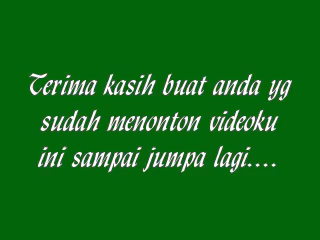 Terima kasih buat anda yg
sudah menonton videoku
ini sampai jumpa lagi....